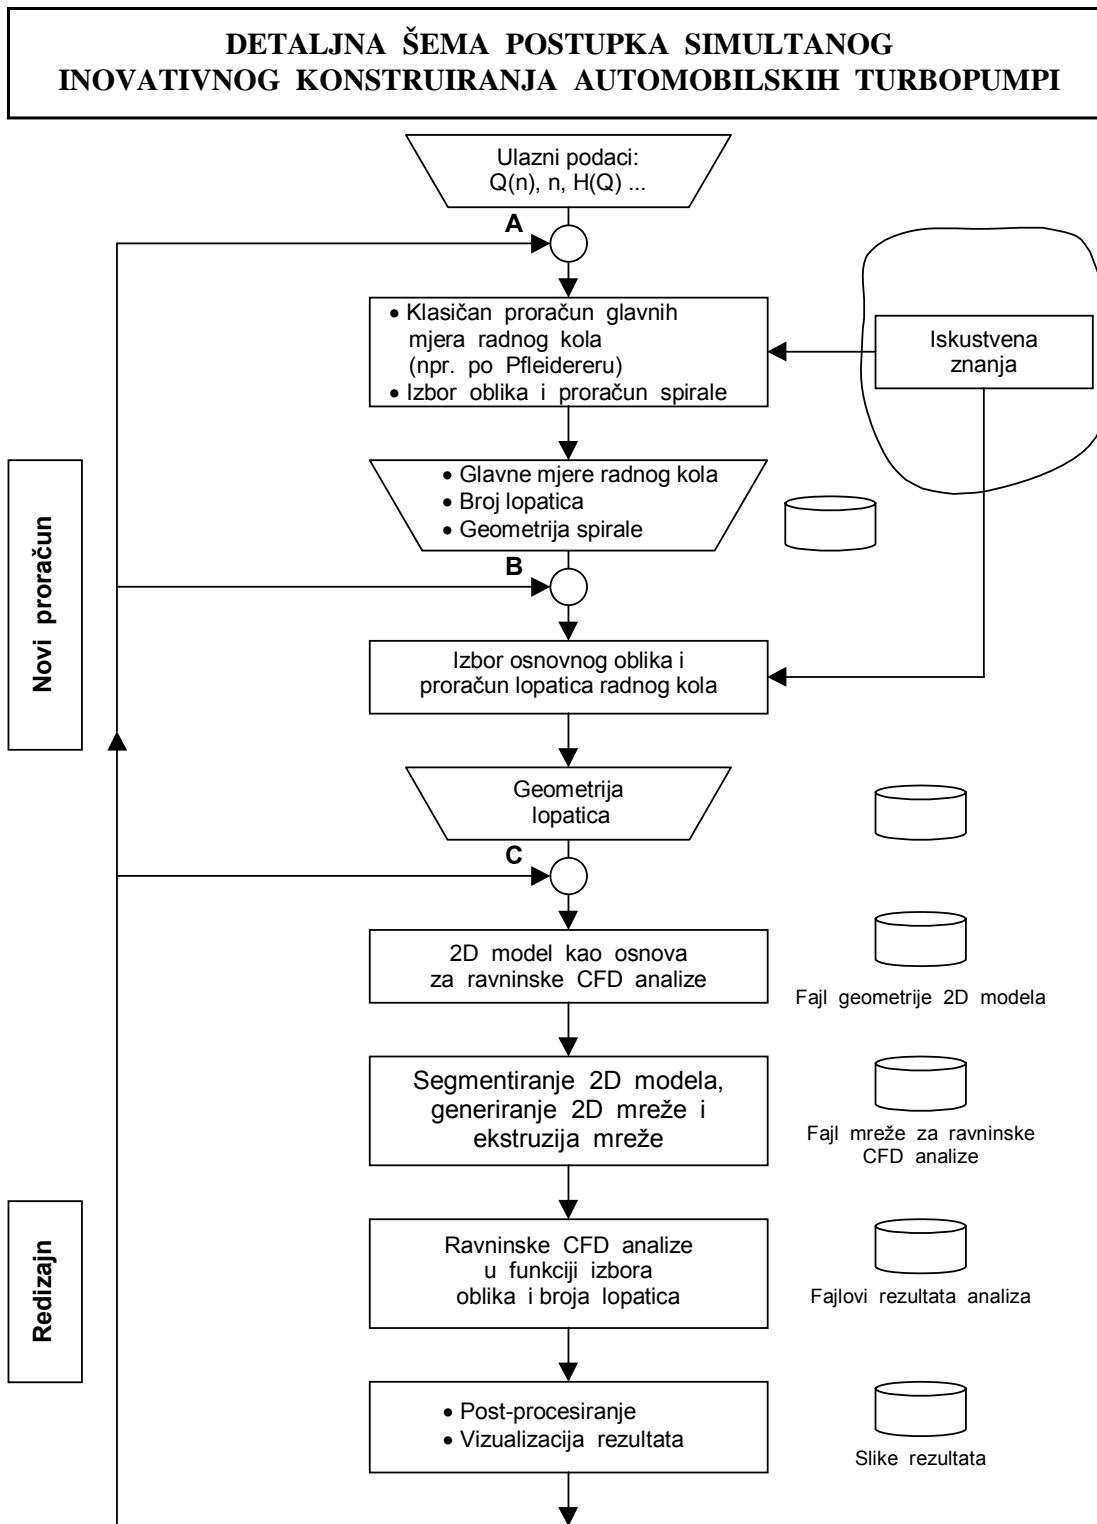 DETALJNA ŠEMA POSTUPKA SIMULTANOG
INOVATIVNOG KONSTRUIRANJA AUTOMOBILSKIH TURBOPUMPI
Ulazni podaci:
Q(n), n, H(Q) ...
A
• Klasičan proračun glavnih
mjera radnog kola
(npr. po Pfleidereru)
• Izbor oblika i proračun spirale
Iskustvena
znanja
• Glavne mjere radnog kola
• Broj lopatica
• Geometrija spirale
B
Novi proračun
Izbor osnovnog oblika i
proračun lopatica radnog kola
Geometrija
lopatica
C
2D model kao osnova
za ravninske CFD analize
Fajl geometrije 2D modela
Segmentiranje 2D modela,
generiranje 2D mreže i
ekstruzija mreže
Fajl mreže za ravninske
CFD analize
Redizajn
Ravninske CFD analize
u funkciji izbora
oblika i broja lopatica
Fajlovi rezultata analiza
• Post-procesiranje
• Vizualizacija rezultata
Slike rezultata